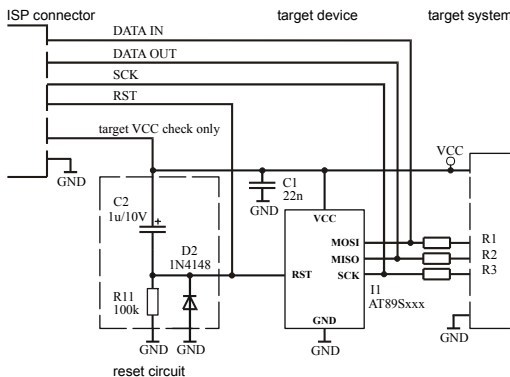 ISP connector
target device
target system
DATA IN
DATA OUT
SCK
RST
target VCC check only
GND
VCC
C1
22n
GND
C2
1u/10V
+
D2
1N4148
R11
100k
GND
GND
reset circuit
VCC
MOSI
MISO
SCK
RST
GND
I1
AT89Sxxx
GND
R1
R2
R3
GND